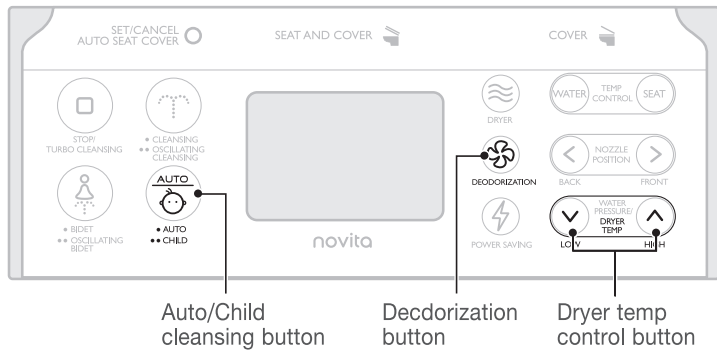 SET/CANCEL
AUTO SEAT COVER
SEAT AND COVER
COVER
STOP/
TURBO CLEANSING
• CLEANSING
•• OSCILLATING
CLEANSING
DRYER
WATER
TEMP
CONTROL
SEAT
DEODORIZATION
NOZZLE
POSITION
BACK
FRONT
• BIDET
•• OSCILLATING
BIDET
AUTO
• AUTO
•• CHILD
novita
POWER SAVING
WATER
PRESSURE/
DRYER
TEMP
LOW
HIGH
Auto/Child
cleansing button
Decdorization
button
Dryer temp
control button